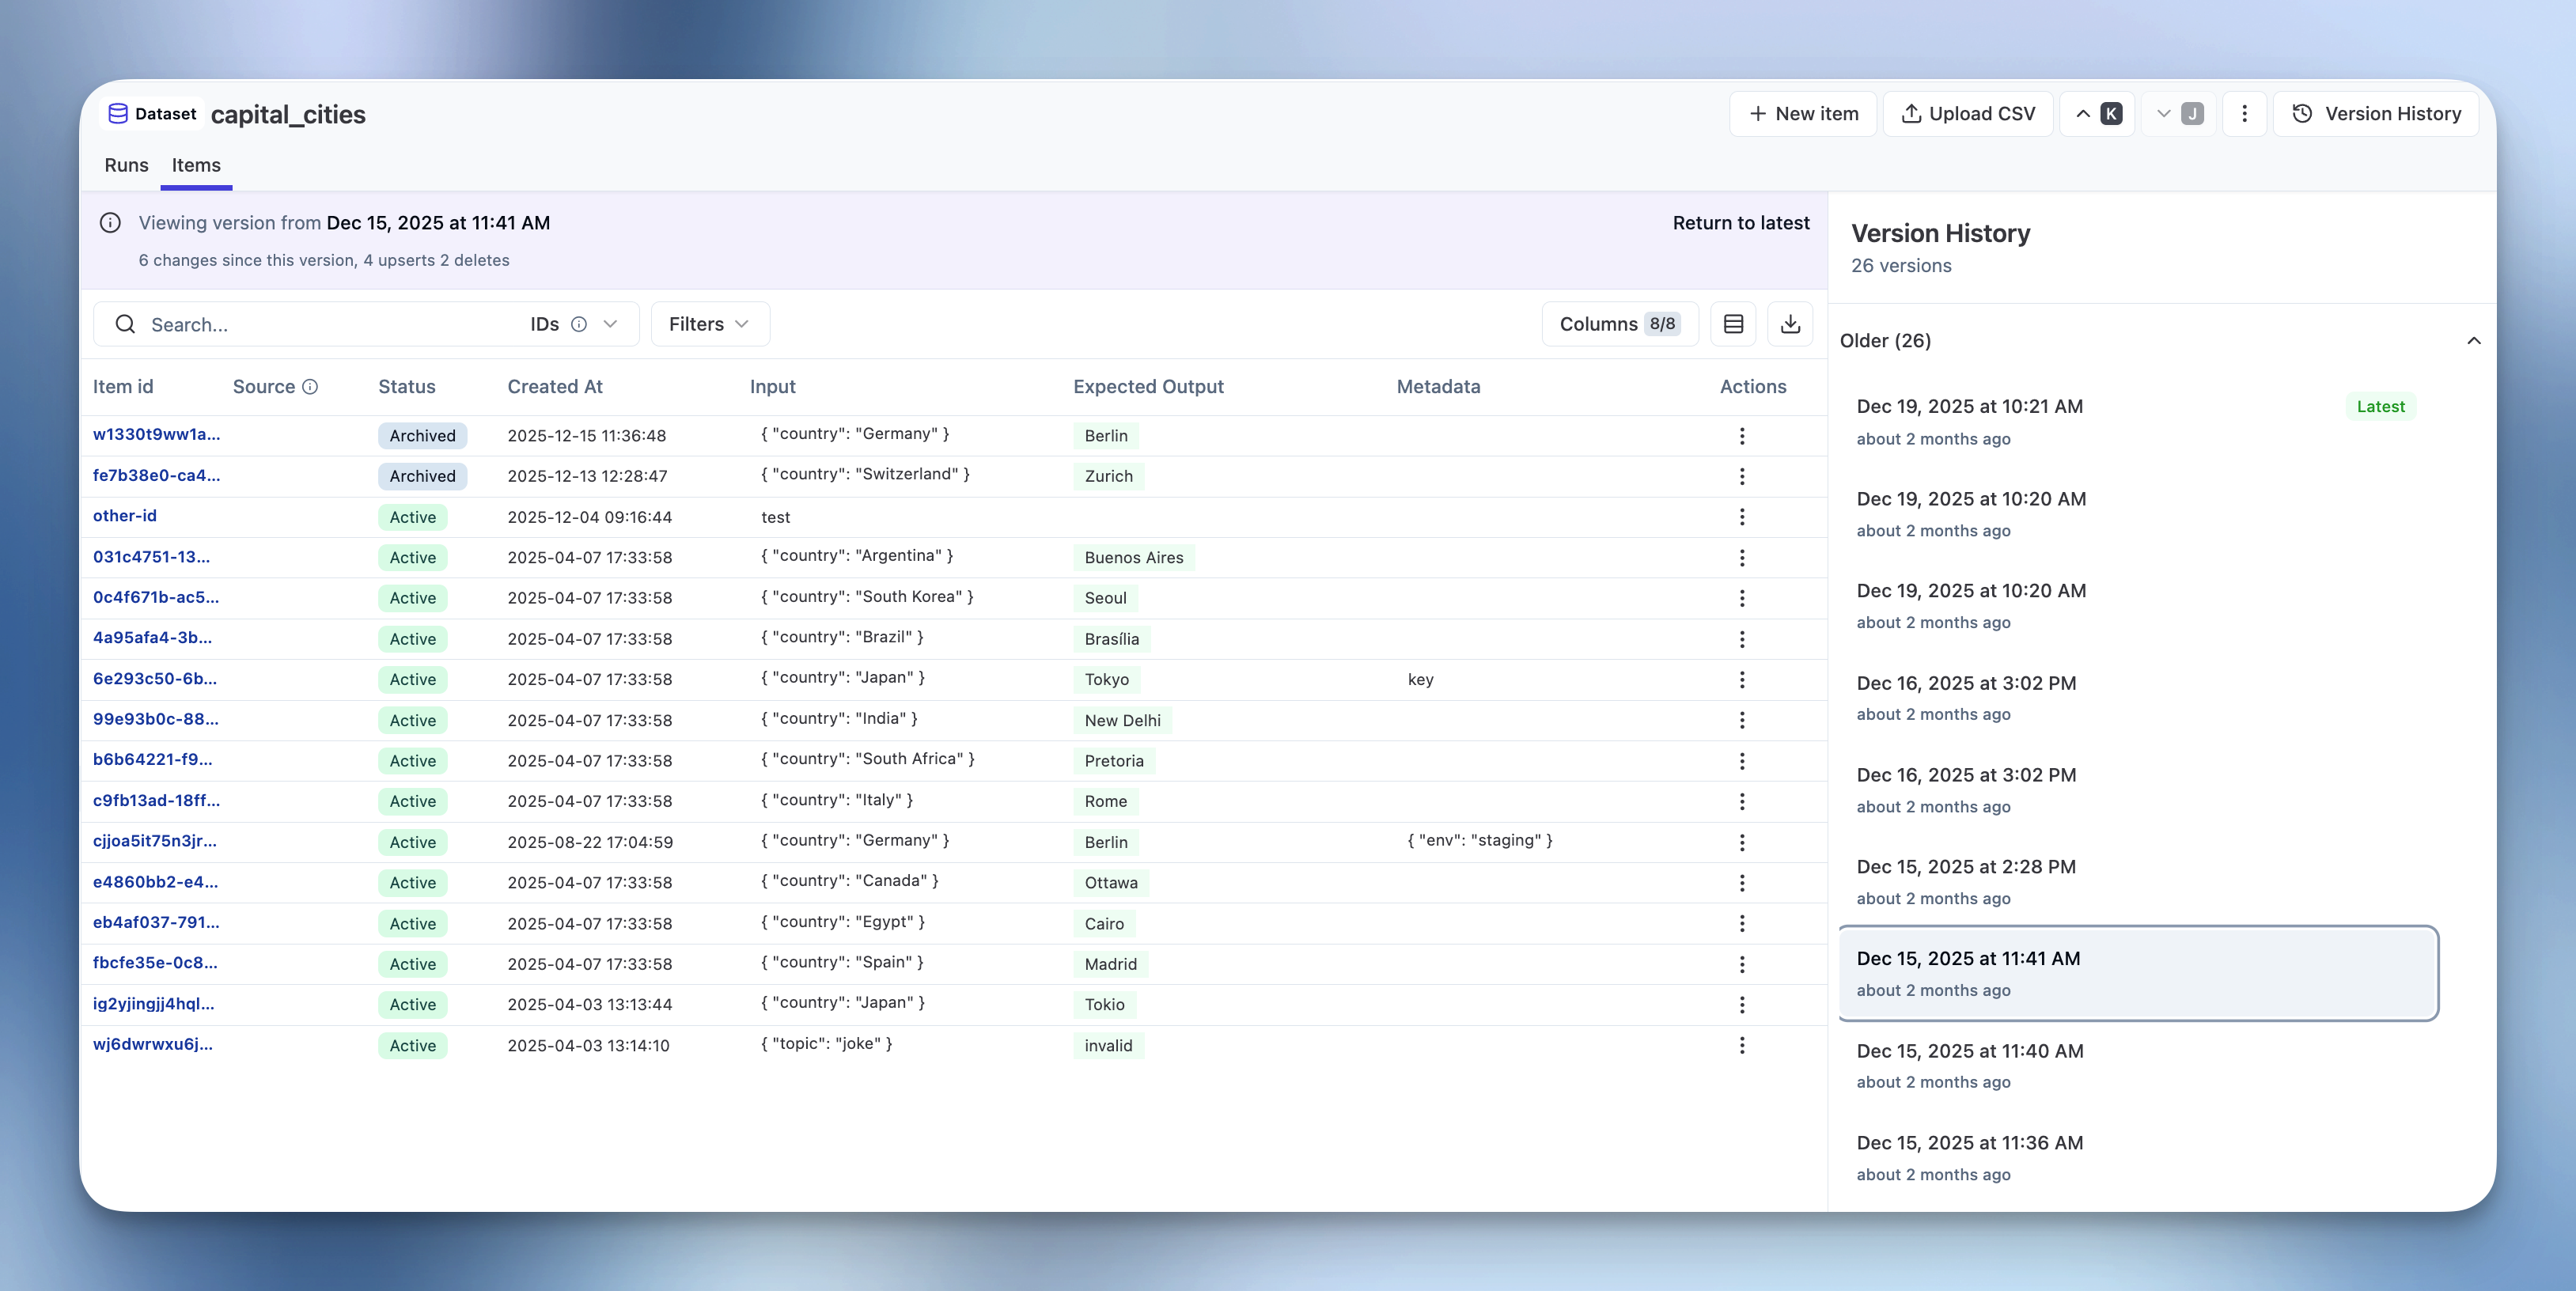 Dataset capital_cities
New item
Upload CSV
K
J
Version History
Runs
Items
Viewing version from Dec 15, 2025 at 11:41 AM
Return to latest
6 changes since this version, 4 upserts 2 deletes
Search...
IDs
Filters
Columns 8/8
Item id Source Status Created At Input Expected Output Metadata Actions
w1330t9ww1a... Archived 2025-12-15 11:36:48 { "country": "Germany" } Berlin
fe7b38e0-ca4... Archived 2025-12-13 12:28:47 { "country": "Switzerland" } Zurich
other-id Active 2025-12-04 09:16:44 test
031c4751-13... Active 2025-04-07 17:33:58 { "country": "Argentina" } Buenos Aires
0c4f671b-ac5... Active 2025-04-07 17:33:58 { "country": "South Korea" } Seoul
4a95afa4-3b... Active 2025-04-07 17:33:58 { "country": "Brazil" } Brasília
6e293c50-6b... Active 2025-04-07 17:33:58 { "country": "Japan" } Tokyo key
99e93b0c-88... Active 2025-04-07 17:33:58 { "country": "India" } New Delhi
b6b64221-f9... Active 2025-04-07 17:33:58 { "country": "South Africa" } Pretoria
c9fb13ad-18ff... Active 2025-04-07 17:33:58 { "country": "Italy" } Rome
cjjoa5it75n3jr... Active 2025-08-22 17:04:59 { "country": "Germany" } Berlin { "env": "staging" }
e4860bb2-e4... Active 2025-04-07 17:33:58 { "country": "Canada" } Ottawa
eb4af037-791... Active 2025-04-07 17:33:58 { "country": "Egypt" } Cairo
fbcfe35e-0c8... Active 2025-04-07 17:33:58 { "country": "Spain" } Madrid
ig2yjingjj4hql... Active 2025-04-03 13:13:44 { "country": "Japan" } Tokio
wj6dwrwxu6j... Active 2025-04-03 13:14:10 { "topic": "joke" } invalid
Version History
26 versions
Older (26)
Dec 19, 2025 at 10:21 AM Latest
about 2 months ago
Dec 19, 2025 at 10:20 AM
about 2 months ago
Dec 19, 2025 at 10:20 AM
about 2 months ago
Dec 16, 2025 at 3:02 PM
about 2 months ago
Dec 16, 2025 at 3:02 PM
about 2 months ago
Dec 15, 2025 at 2:28 PM
about 2 months ago
Dec 15, 2025 at 11:41 AM
about 2 months ago
Dec 15, 2025 at 11:40 AM
about 2 months ago
Dec 15, 2025 at 11:36 AM
about 2 months ago